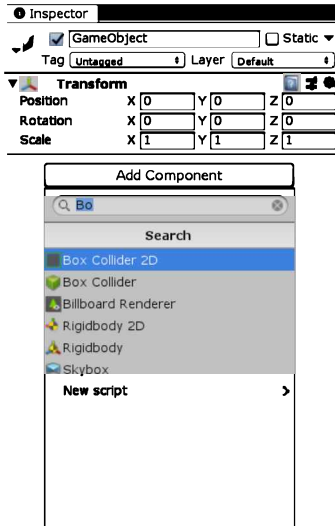 Inspector
GameObject Static
Tag Untagged Layer Default
Transform
Position X 0 Y 0 Z 0
Rotation X 0 Y 0 Z 0
Scale X 1 Y 1 Z 1
Add Component
Bo
Search
Box Collider 2D
Box Collider
Billboard Renderer
Rigidbody 2D
Rigidbody
Skybox
New script